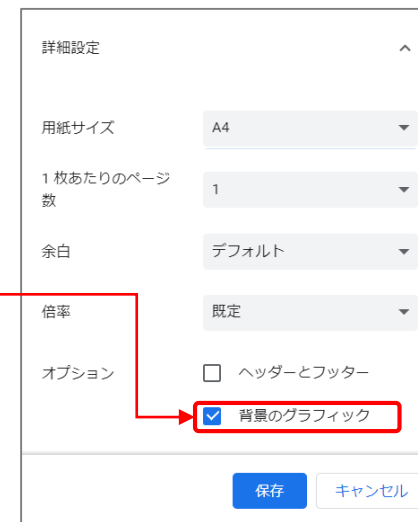 詳細設定
用紙サイズ
A4
1 枚あたりのページ
数
1
余白
デフォルト
倍率
既定
オプション
ヘッダーとフッター
背景のグラフィック
保存
キャンセル